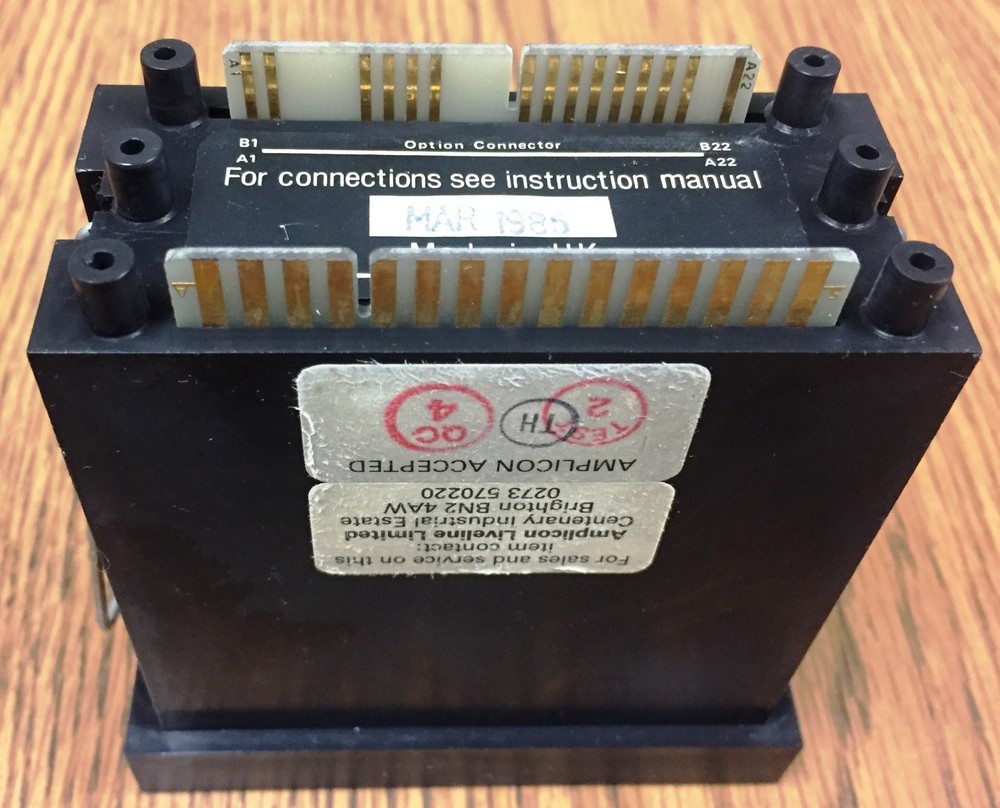 A1
A22
B1 Option Connector B22
A1 A22
For connections see instruction manual
MAR 1985
Made in U.K.
A
QC
4
TH
TEST
2
AMPLICON ACCEPTED
For sales and service on this
item contact:
Amplicon Liveline Limited
Centenary Industrial Estate
Brighton BN2 4AW
0273 570220